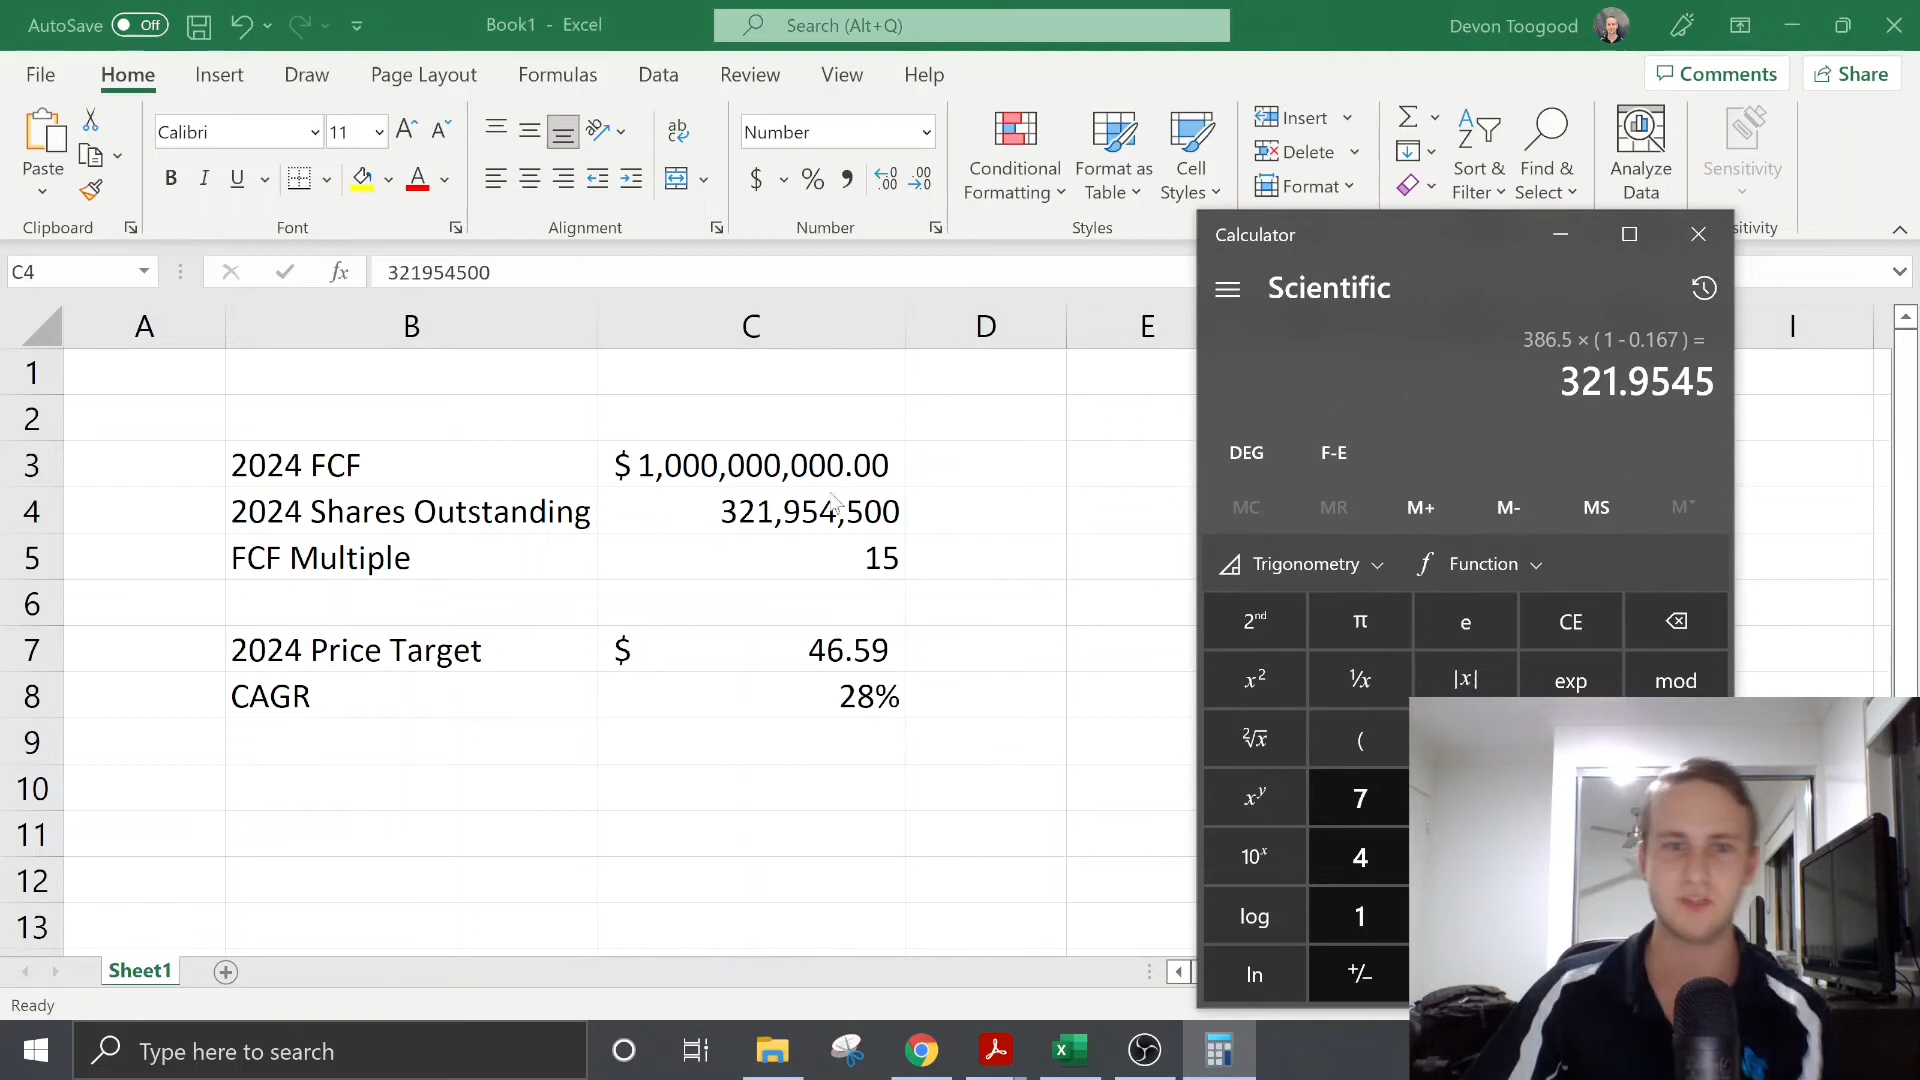 AutoSave Off Book1 - Excel Search (Alt+Q) Devon Toogood
File Home Insert Draw Page Layout Formulas Data Review View Help Comments Share
Calibri 11 Number
Paste
Conditional Formatting
Format as Table
Cell Styles
Insert
Delete
Format
Sort & Filter
Find & Select
Analyze Data
Sensitivity
Clipboard Font Alignment Number Styles
C4 fx 321954500
A B C D E I
1
2
3 2024 FCF $ 1,000,000,000.00
4 2024 Shares Outstanding 321,954,500
5 FCF Multiple 15
6
7 2024 Price Target $ 46.59
8 CAGR 28%
9
10
11
12
13
Sheet1
Ready
Calculator
Scientific
386.5 × ( 1 - 0.167 ) =
321.9545
DEG F-E
MC MR M+ M- MS M˅
Trigonometry f Function
2nd π e CE
x² ¹/x |x| exp mod
²√x (
xʸ 7
10ˣ 4
log 1
ln +/−
Type here to search